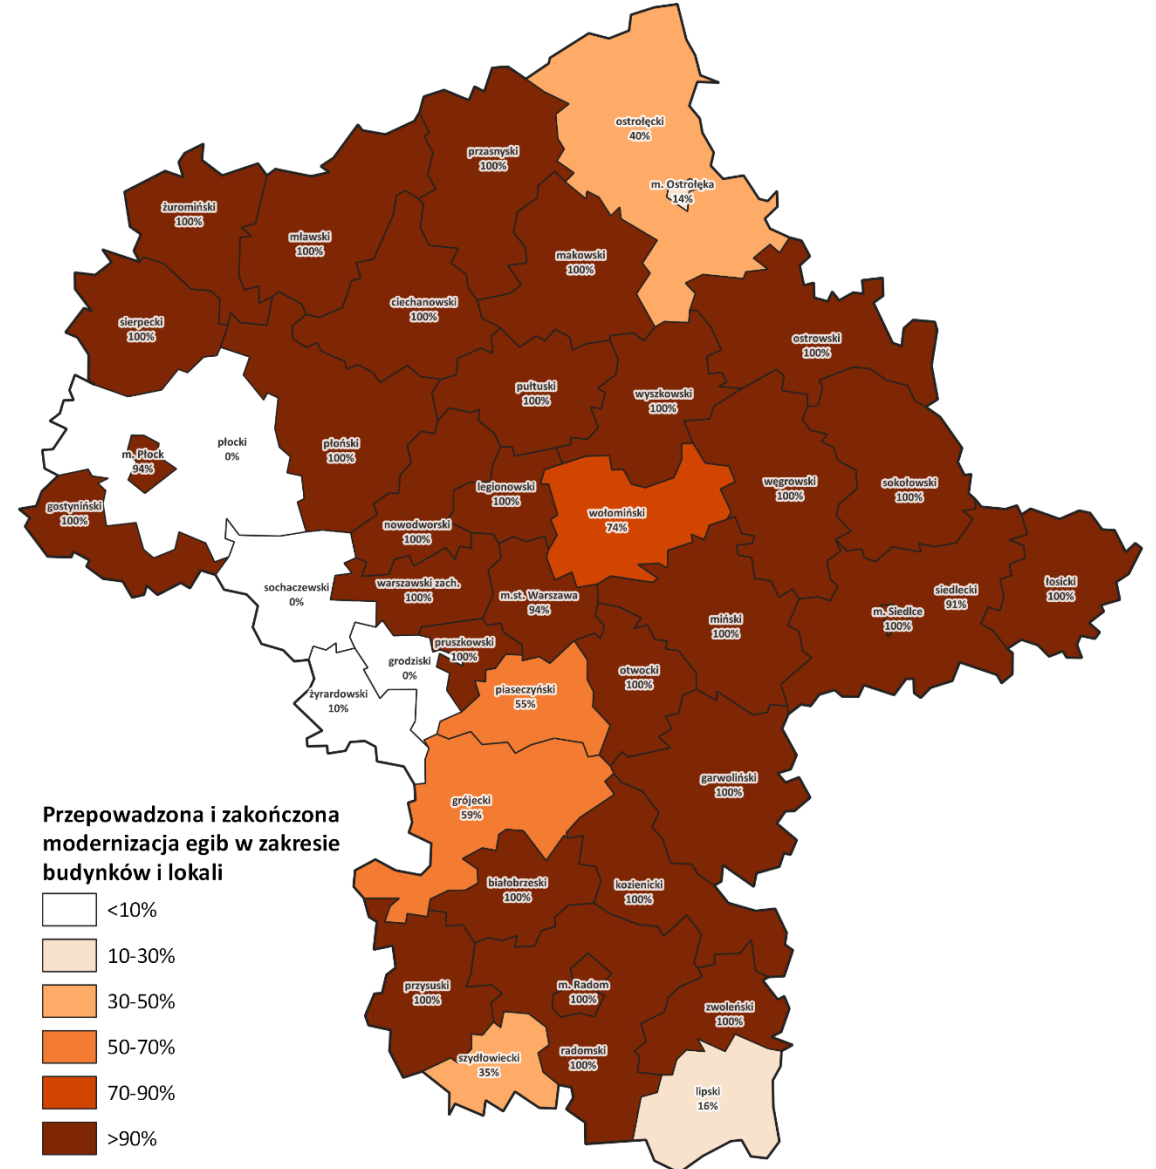 ostrołęcki
40%
przasnyski
100%
m. Ostrołęka
14%
żuromiński
100%
mławski
100%
makowski
100%
ciechanowski
100%
sierpecki
100%
ostrowski
100%
pułtuski
100%
wyszkowski
100%
płocki
0%
płoński
100%
m. Płock
94%
legionowski
100%
węgrowski
100%
sokołowski
100%
gostyniński
100%
wołomiński
74%
nowodworski
100%
sochaczewski
0%
warszawski zach.
100%
m.st. Warszawa
94%
siedlecki
91%
łosicki
100%
m. Siedlce
100%
miński
100%
pruszkowski
100%
grodziski
0%
otwocki
100%
żyrardowski
10%
piaseczyński
55%
garwoliński
100%
grójecki
59%
Przepowadzona i zakończona
modernizacja egib w zakresie
budynków i lokali
<10%
10-30%
30-50%
50-70%
70-90%
>90%
białobrzeski
100%
kozienicki
100%
przysuski
100%
m. Radom
100%
zwoleński
100%
szydłowiecki
35%
radomski
100%
lipski
16%